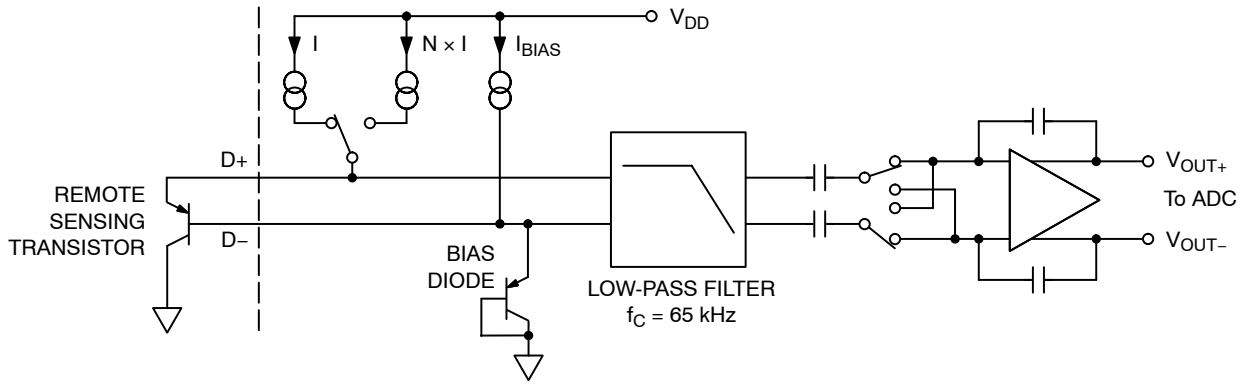 V_DD
I
N × I
I_BIAS
D+
REMOTE
SENSING
TRANSISTOR
D−
BIAS
DIODE
LOW-PASS FILTER
f_C = 65 kHz
V_OUT+
To ADC
V_OUT−